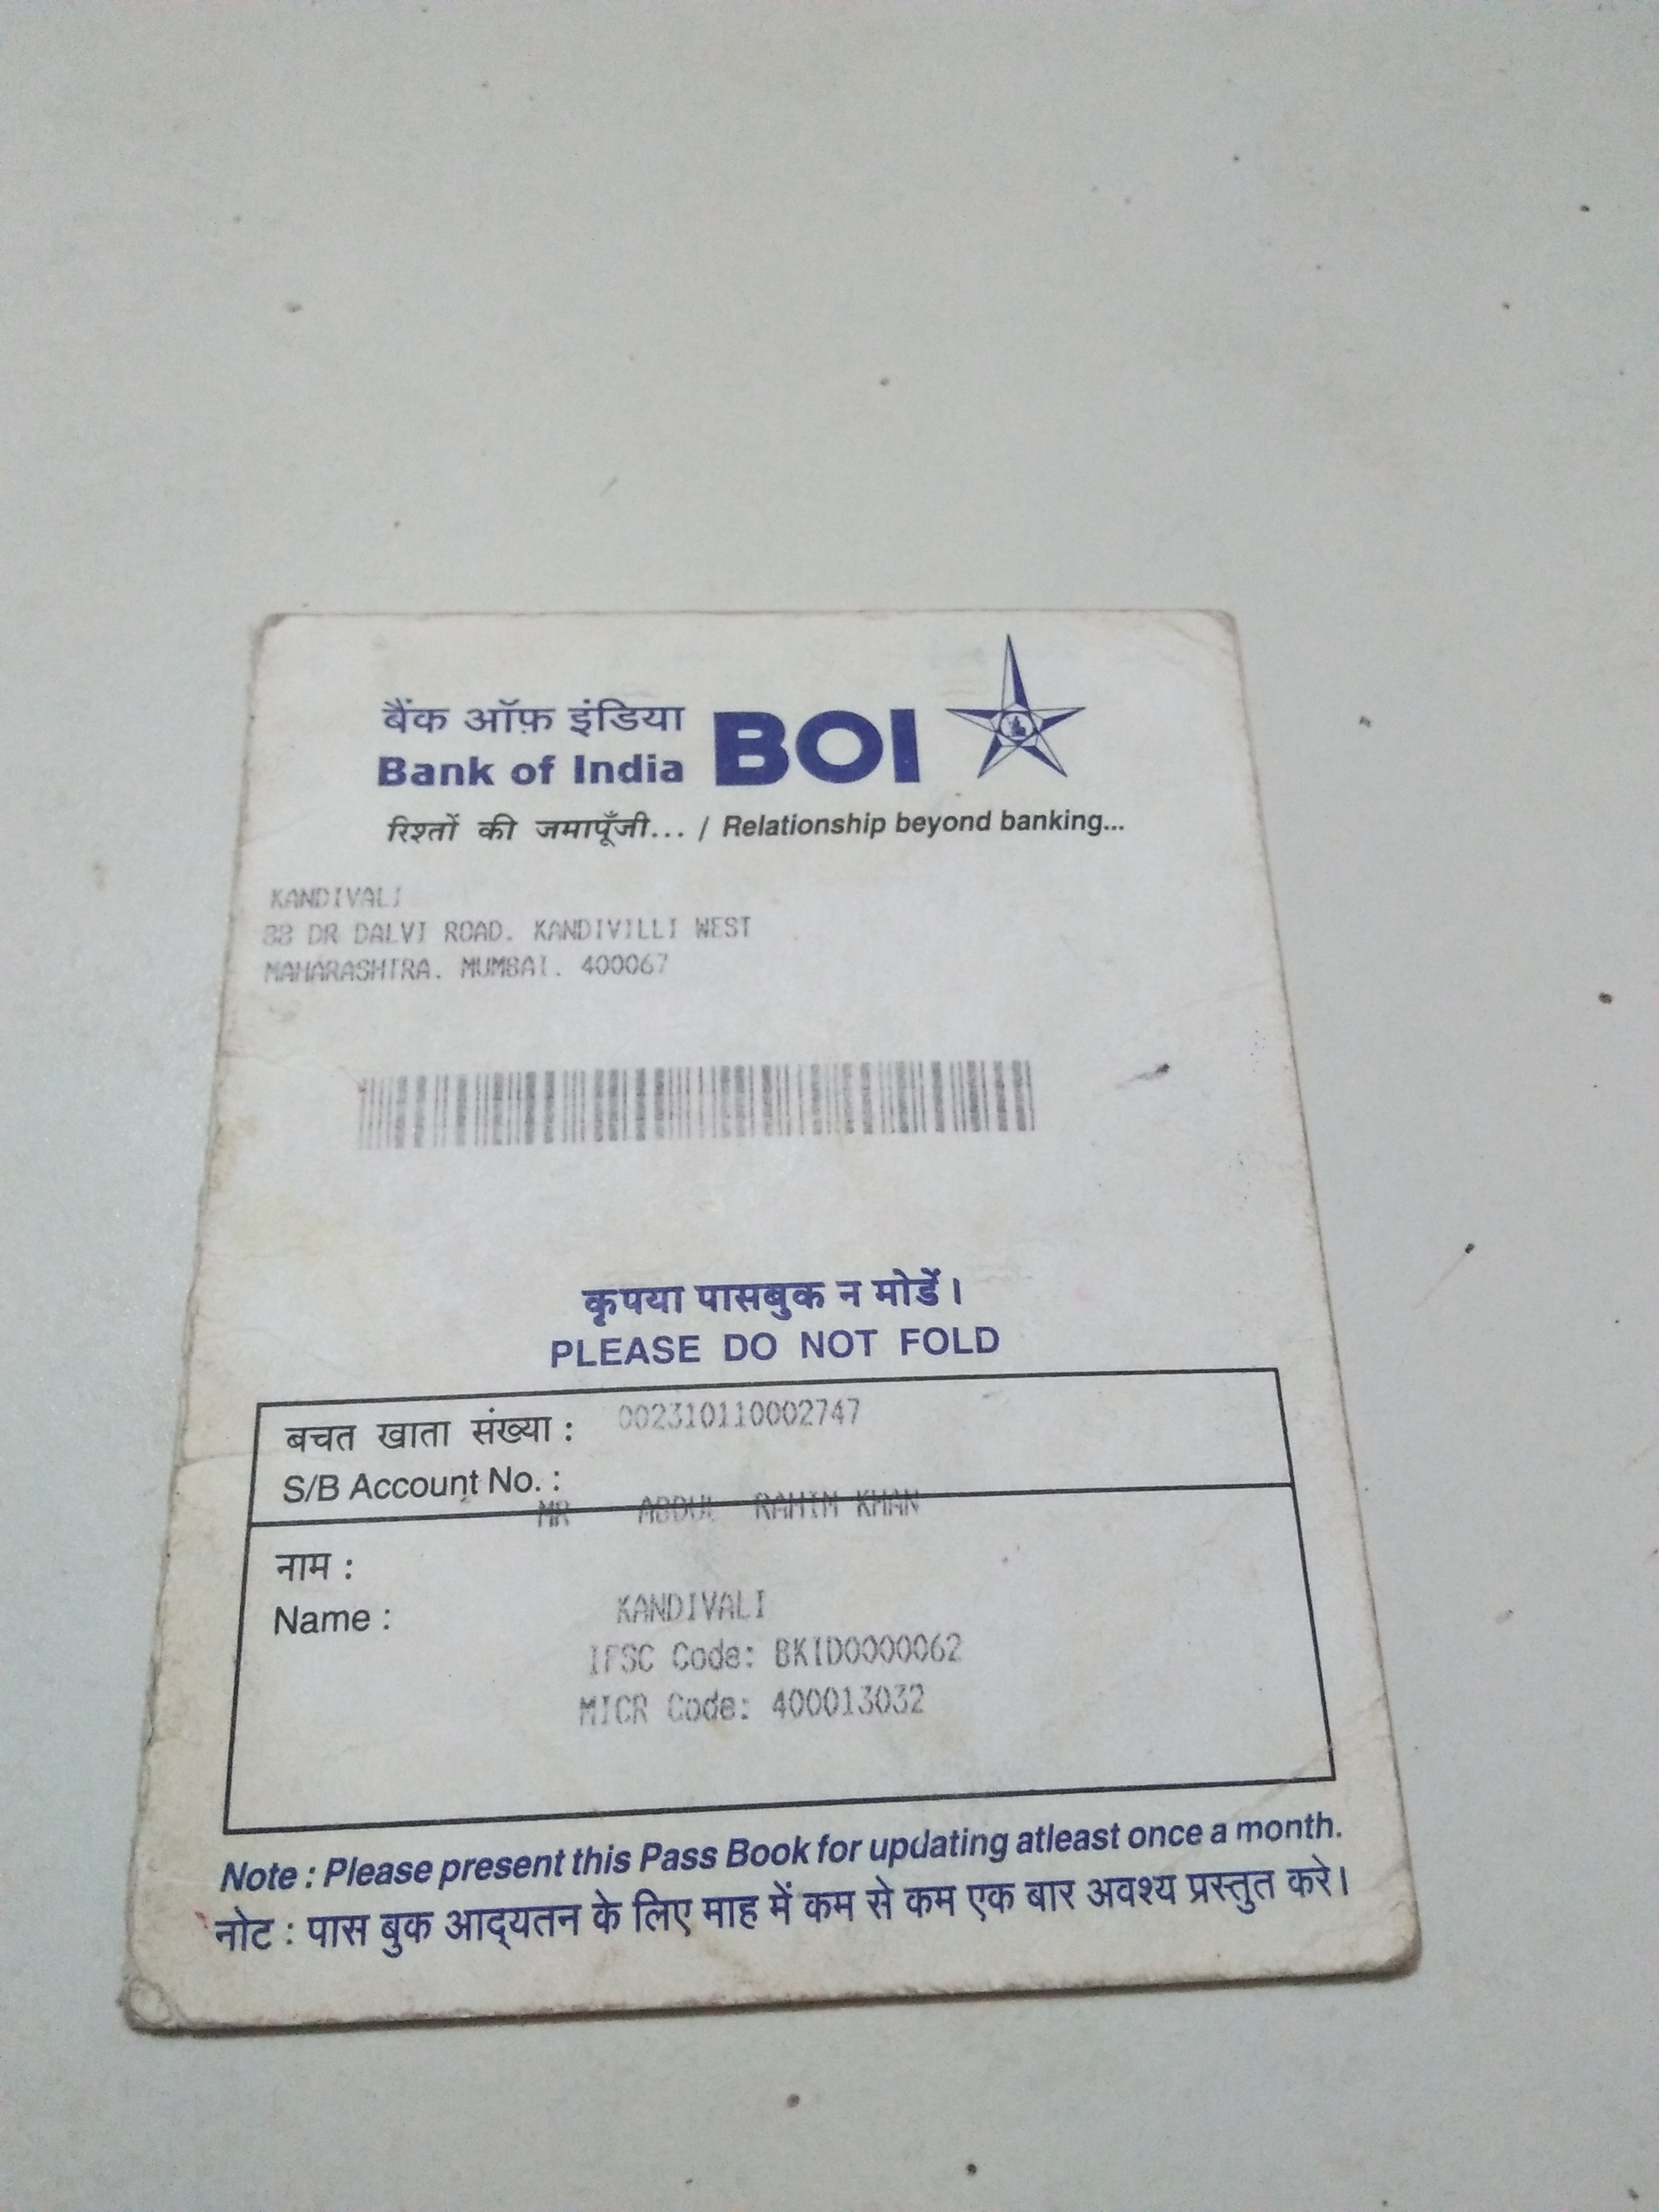 बैंक ऑफ़ इंडिया
Bank of India BOI
रिश्तों की जमापूँजी... / Relationship beyond banking...
KANDIVALI
88 DR DALVI ROAD. KANDIVILLI WEST
MAHARASHTRA. MUMBAI. 400067
कृपया पासबुक न मोडें।
PLEASE DO NOT FOLD
बचत खाता संख्या : 002310110002747
S/B Account No. :
MR ABDUL RAHIM KHAN
नाम :
Name :
KANDIVALI
IFSC Code: BKID0000062
MICR Code: 400013032
Note : Please present this Pass Book for updating atleast once a month.
नोट : पास बुक आद्यतन के लिए माह में कम से कम एक बार अवश्य प्रस्तुत करे।